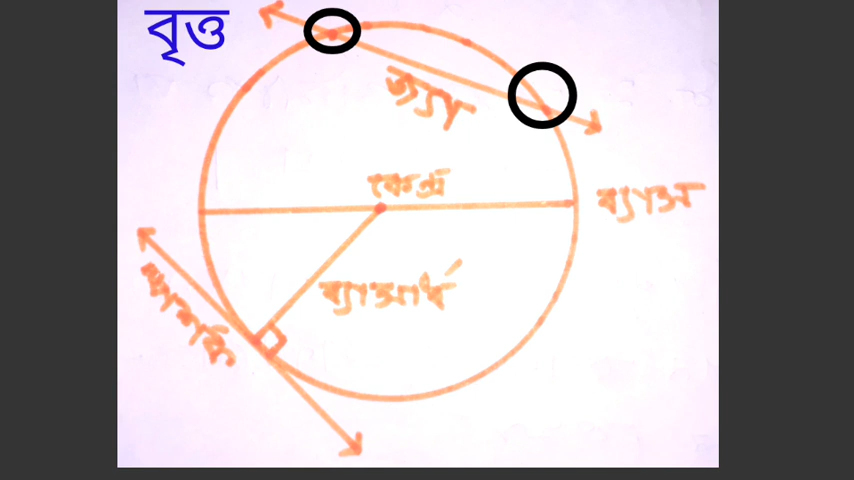 বৃত্ত
জ্যা
কেন্দ্র
ব্যাস
ব্যাসার্ধ
স্পর্শক